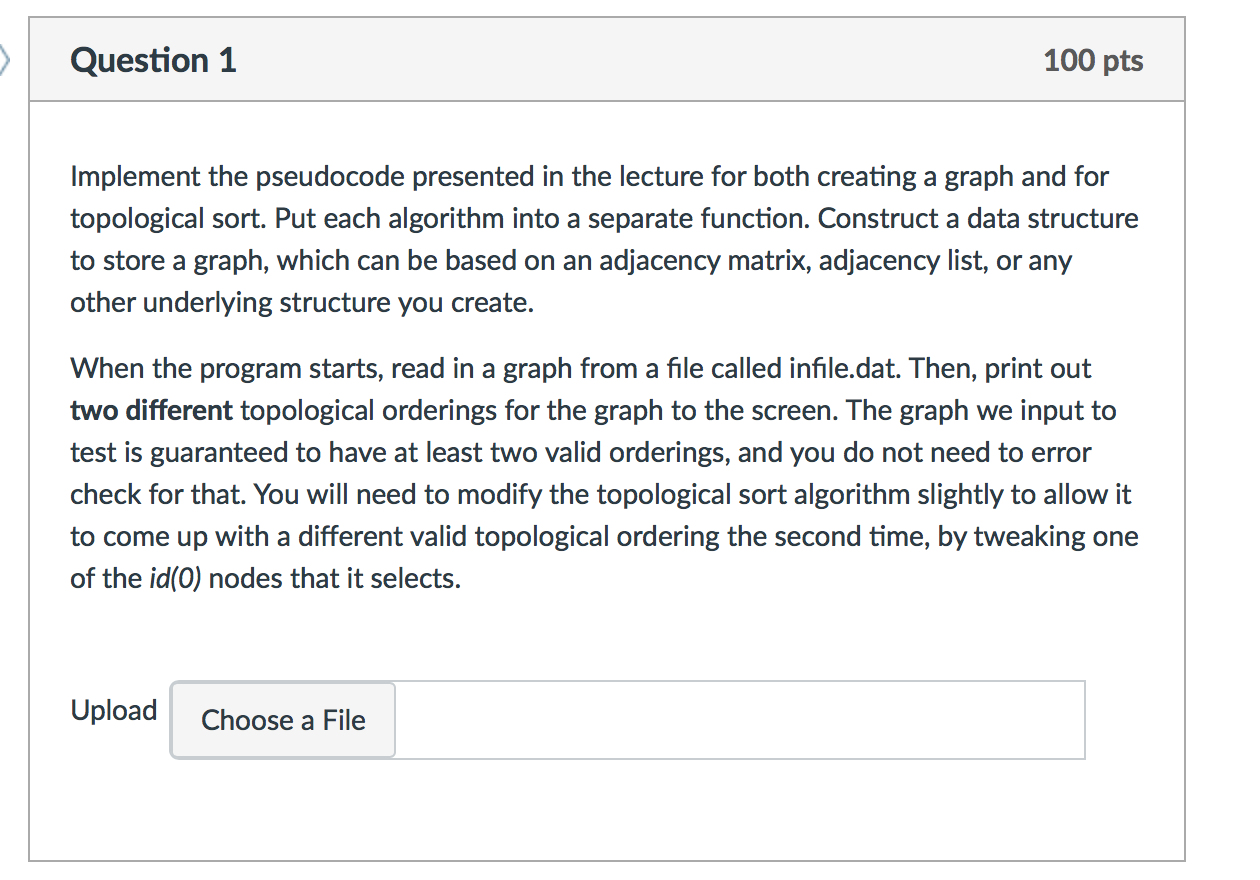 Question 1
100 pts
Implement the pseudocode presented in the lecture for both creating a graph and for
topological sort. Put each algorithm into a separate function. Construct a data structure
to store a graph, which can be based on an adjacency matrix, adjacency list, or any
other underlying structure you create.
When the program starts, read in a graph from a file called infile.dat. Then, print out
two different topological orderings for the graph to the screen. The graph we input to
test is guaranteed to have at least two valid orderings, and you do not need to error
check for that. You will need to modify the topological sort algorithm slightly to allow it
to come up with a different valid topological ordering the second time, by tweaking one
of the id(0) nodes that it selects.
Upload
Choose a File